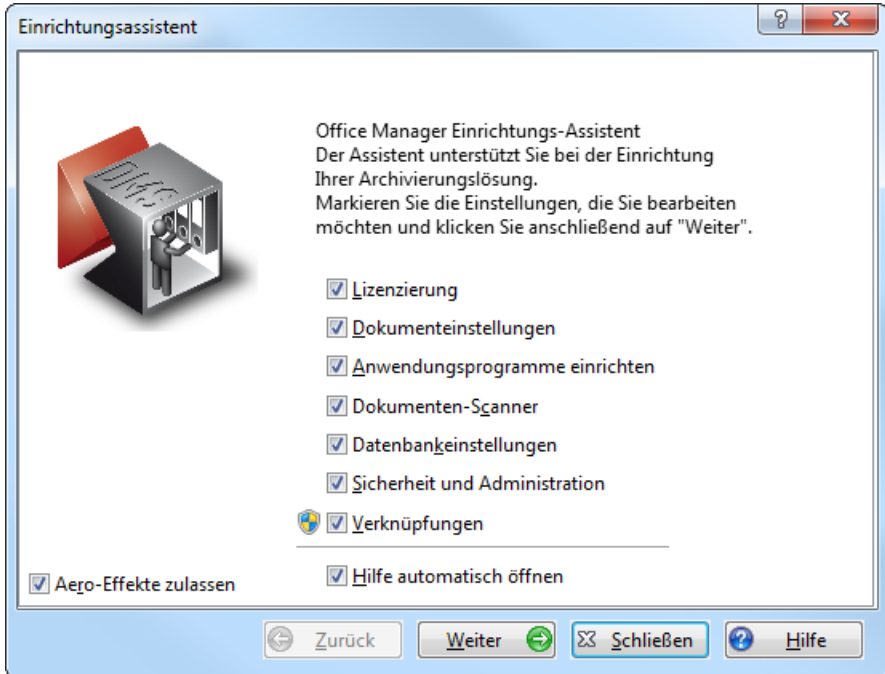 Einrichtungsassistent
DMS
Office Manager Einrichtungs-Assistent
Der Assistent unterstützt Sie bei der Einrichtung
Ihrer Archivierungslösung.
Markieren Sie die Einstellungen, die Sie bearbeiten
möchten und klicken Sie anschließend auf "Weiter".
Lizenzierung
Dokumenteinstellungen
Anwendungsprogramme einrichten
Dokumenten-Scanner
Datenbankeinstellungen
Sicherheit und Administration
Verknüpfungen
Hilfe automatisch öffnen
Aero-Effekte zulassen
Zurück
Weiter
Schließen
Hilfe